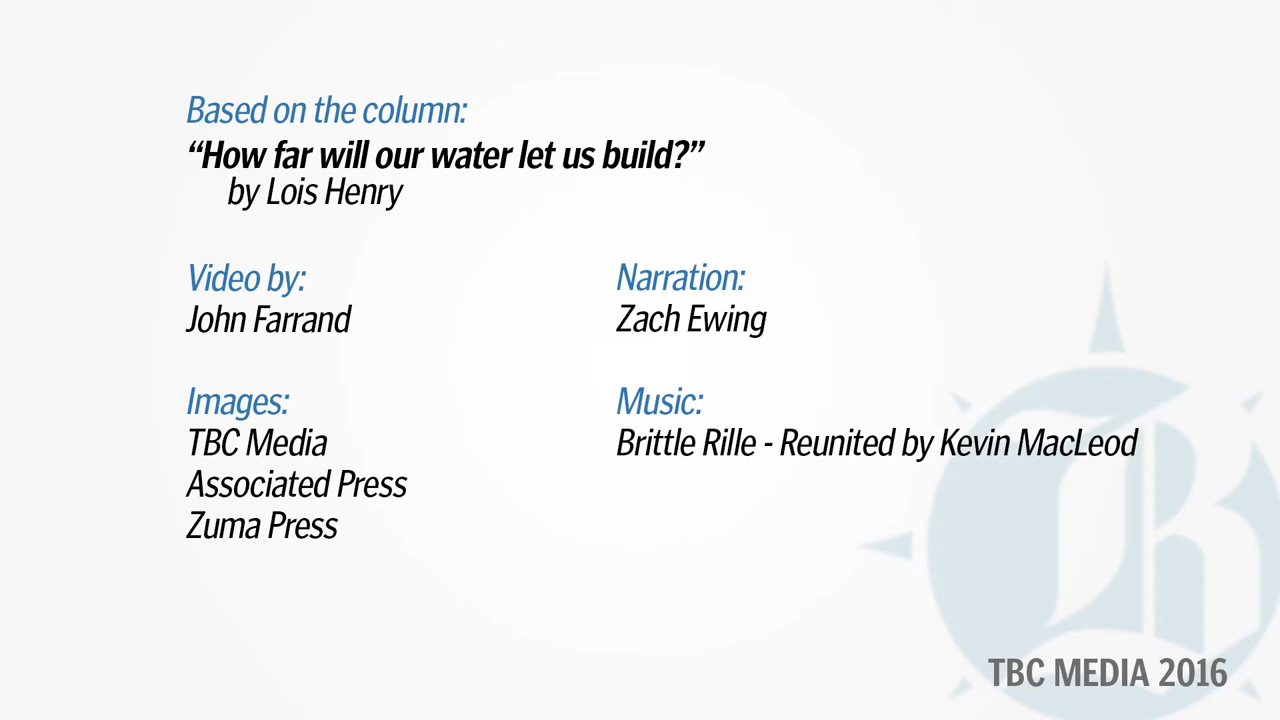 Based on the column:
“How far will our water let us build?”
by Lois Henry
Video by:
John Farrand
Narration:
Zach Ewing
Images:
TBC Media
Associated Press
Zuma Press
Music:
Brittle Rille - Reunited by Kevin MacLeod
B
TBC MEDIA 2016